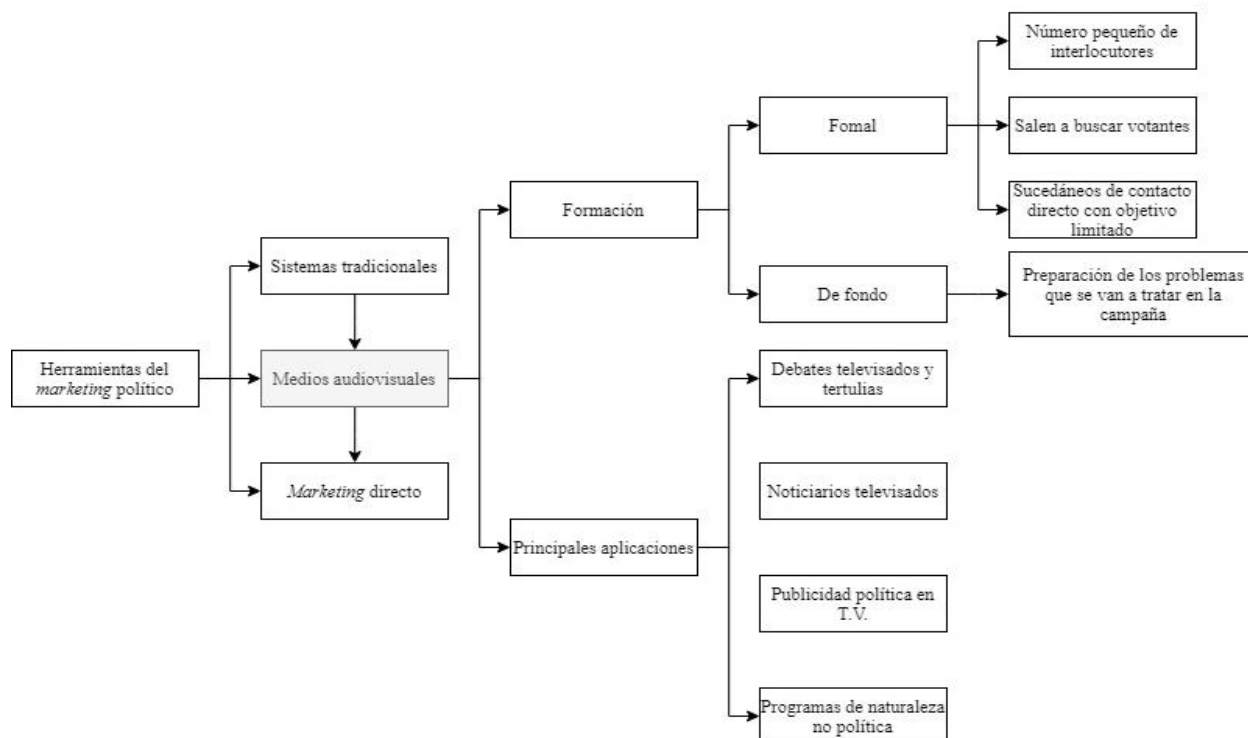 Herramientas del
marketing político
Sistemas tradicionales
Medios audiovisuales
Marketing directo
Formación
Principales aplicaciones
Fomal
De fondo
Número pequeño de
interlocutores
Salen a buscar votantes
Sucedáneos de contacto
directo con objetivo
limitado
Preparación de los problemas
que se van a tratar en la
campaña
Debates televisados y
tertulias
Noticiarios televisados
Publicidad política en
T.V.
Programas de naturaleza
no política